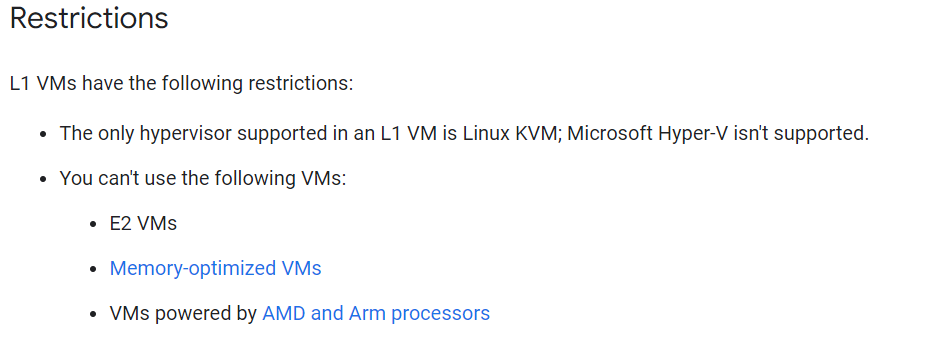 Restrictions
L1 VMs have the following restrictions:
• The only hypervisor supported in an L1 VM is Linux KVM; Microsoft Hyper-V isn't supported.
• You can't use the following VMs:
• E2 VMs
• Memory-optimized VMs
• VMs powered by AMD and Arm processors